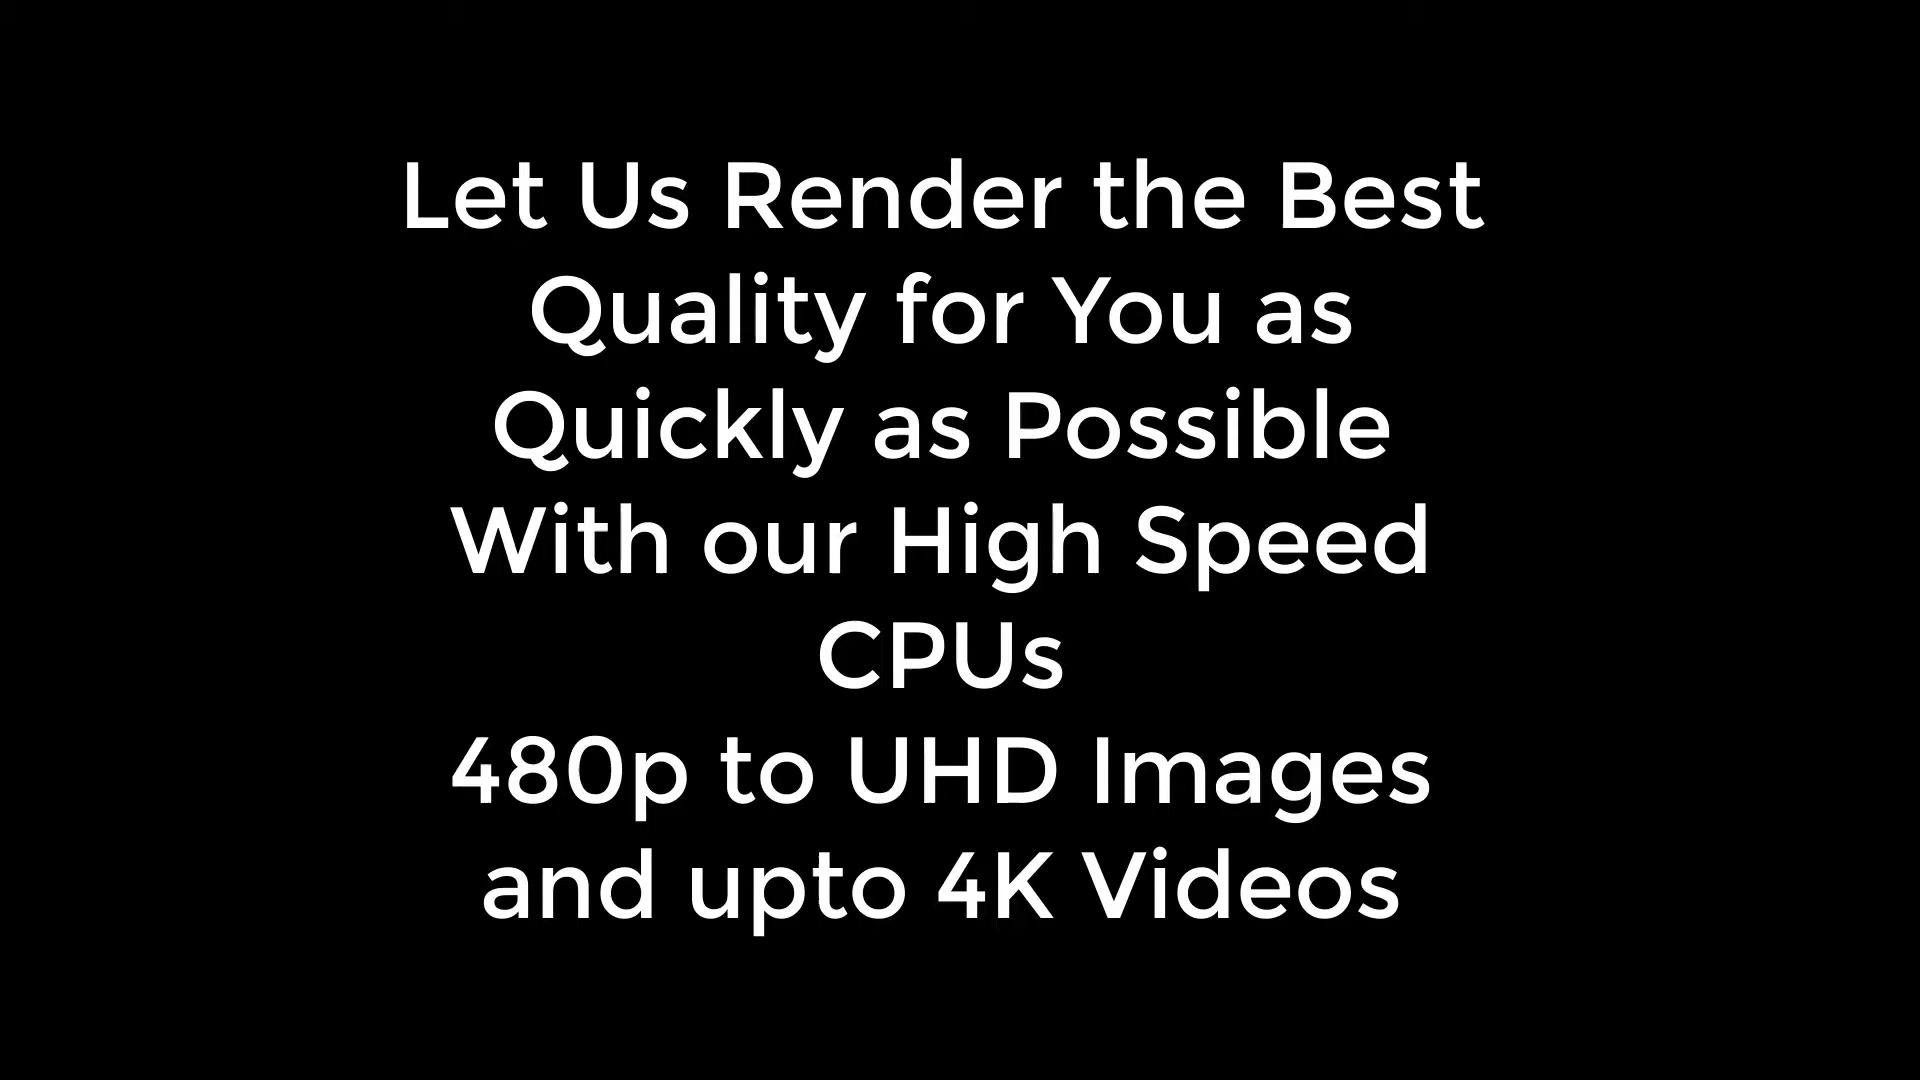 Let Us Render the Best
Quality for You as
Quickly as Possible
With our High Speed
CPUs
480p to UHD Images
and upto 4K Videos